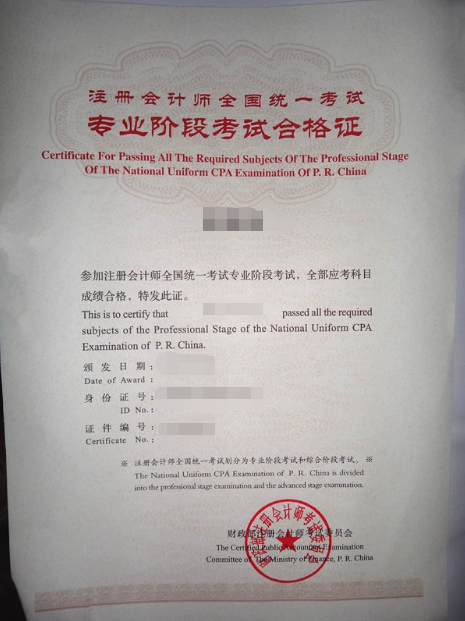 注册会计师全国统一考试
专业阶段考试合格证
Certificate For Passing All The Required Subjects Of The Professional Stage
Of The National Uniform CPA Examination Of P. R. China
参加注册会计师全国统一考试专业阶段考试，全部应考科目
成绩合格，特发此证。
This is to certify that passed all the required
subjects of the Professional Stage of the National Uniform CPA
Examination of P. R. China.
颁发日期：
Date of Award :
身份证号：
ID No. :
证件编号：
Certificate No. :
※ 注册会计师全国统一考试划分为专业阶段考试和综合阶段考试。 ※
The National Uniform CPA Examination of P. R. China is divided
into the professional stage examination and the advanced stage examination.
财政部注册会计师考试委员会
The Certified Public Accountant Examination
Committee of The Ministry of Finance, P. R. China